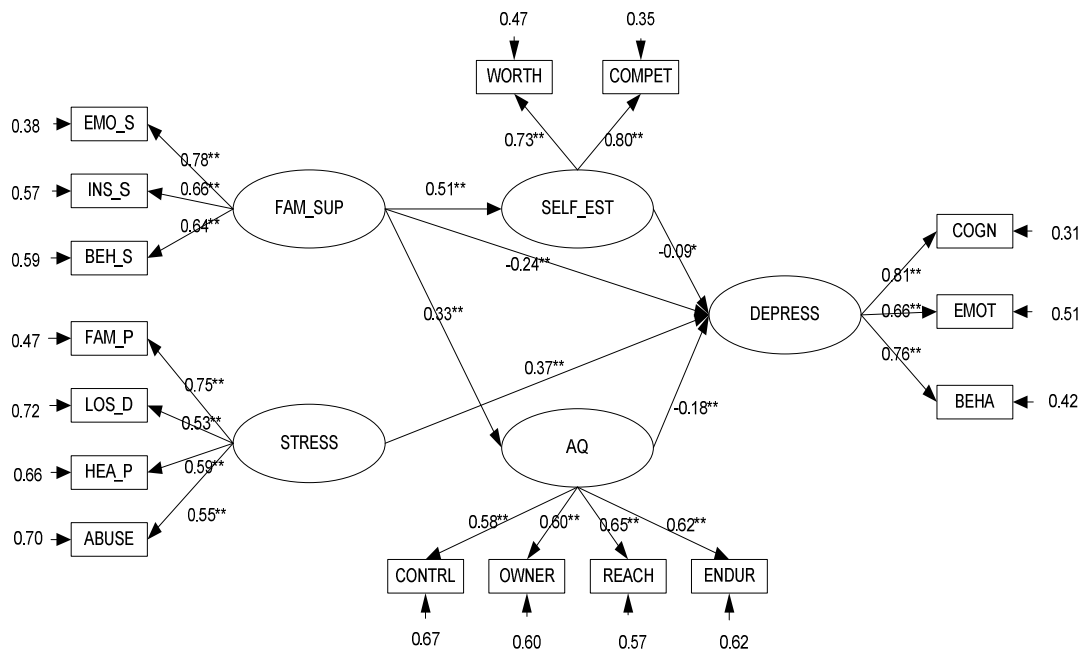 0.47
0.35
WORTH
COMPET
0.73**
0.80**
0.38
EMO_S
0.78**
0.57
INS_S
0.66**
0.59
BEH_S
0.64**
FAM_SUP
0.51**
SELF_EST
-0.09*
-0.24**
0.33**
DEPRESS
COGN
0.31
0.81**
EMOT
0.51
0.66**
BEHA
0.42
0.76**
0.47
FAM_P
0.75**
0.72
LOS_D
0.53**
0.66
HEA_P
0.59**
0.70
ABUSE
0.55**
STRESS
0.37**
AQ
-0.18**
0.58**
0.60**
0.65**
0.62**
CONTRL
OWNER
REACH
ENDUR
0.67
0.60
0.57
0.62